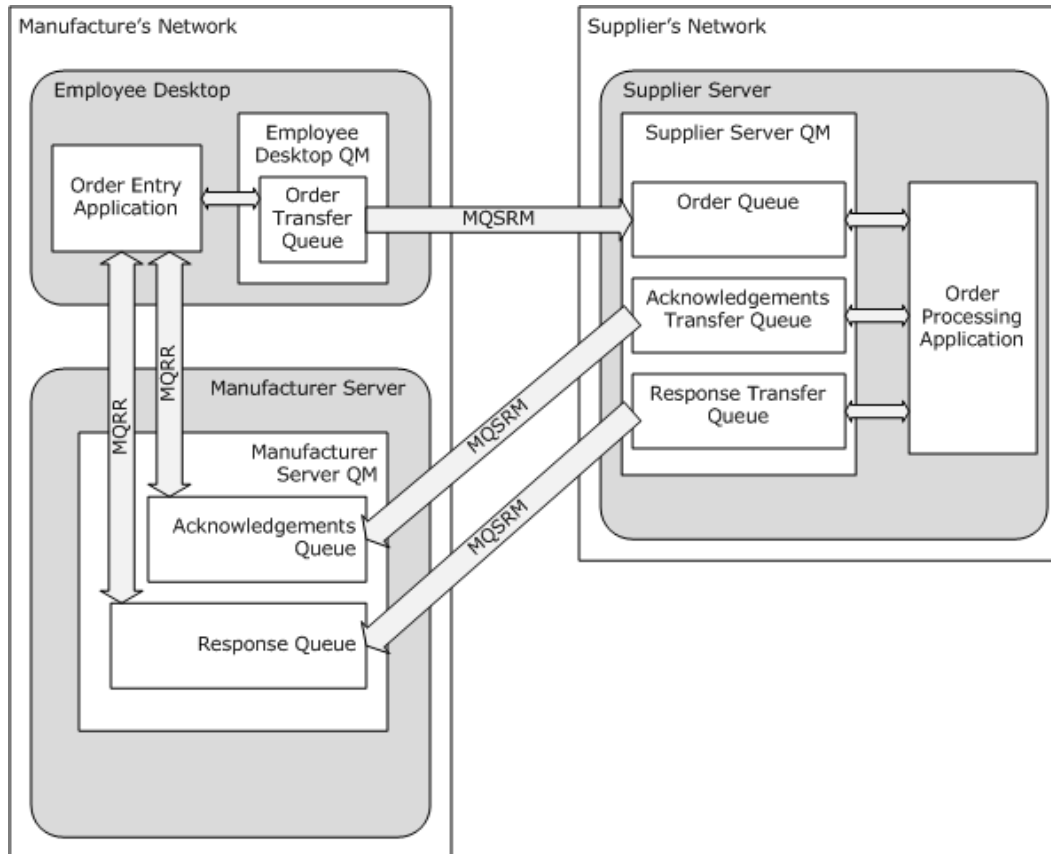 Manufacture's Network
Employee Desktop
Order Entry
Application
Employee
Desktop QM
Order
Transfer
Queue
MQSRM
MQRR
MQRR
Manufacturer Server
Manufacturer
Server QM
Acknowledgements
Queue
Response Queue
MQSRM
MQSRM
Supplier's Network
Supplier Server
Supplier Server QM
Order Queue
Acknowledgements
Transfer Queue
Response Transfer
Queue
Order
Processing
Application